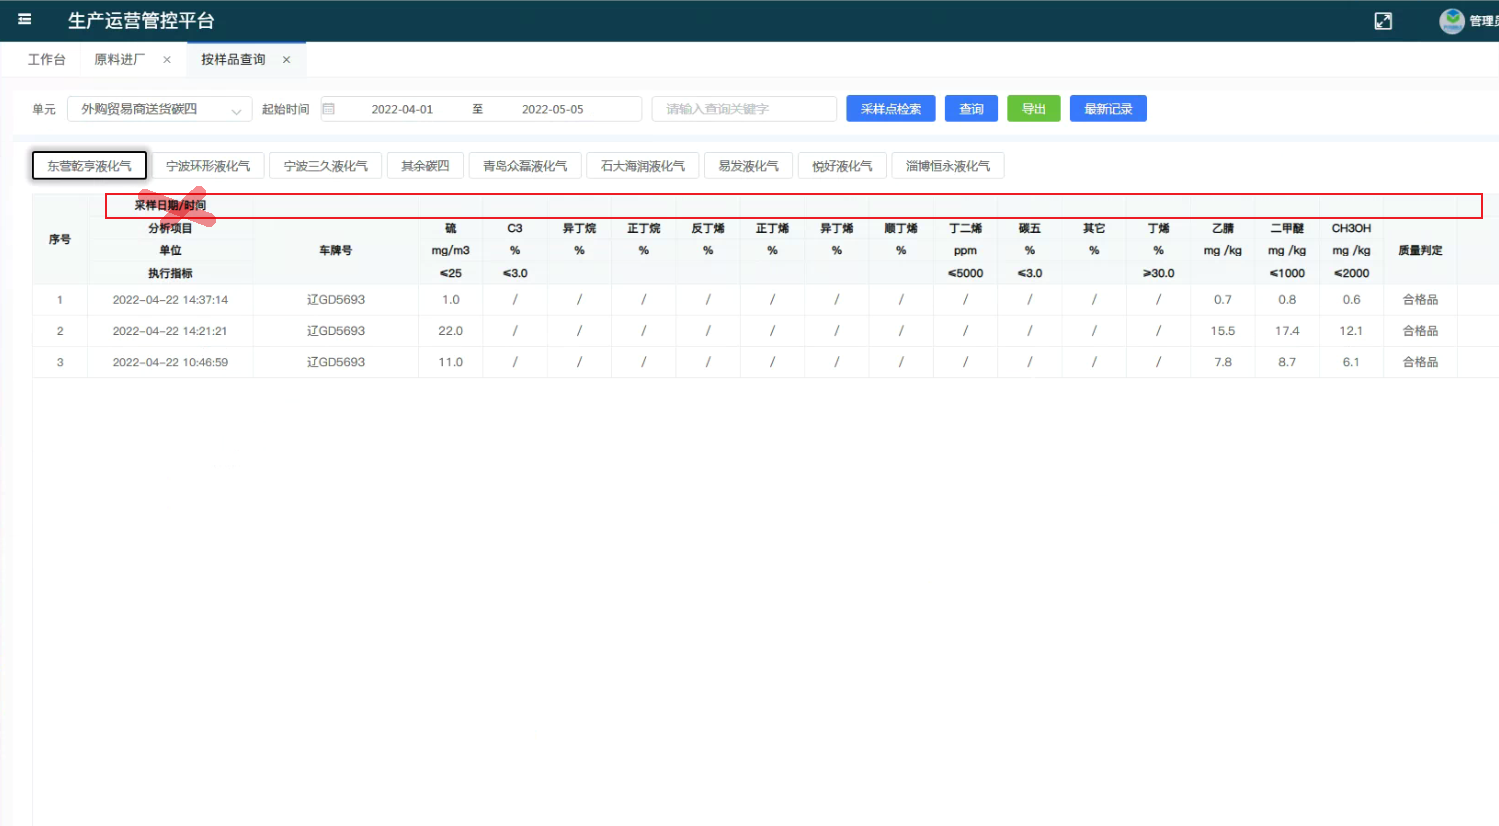 生产运营管控平台
管理员
工作台 原料进厂 × 按样品查询 ×
单元 外购贸易商送货碳四 起始时间 2022-04-01 至 2022-05-05 请输入查询关键字 采样点检索 查询 导出 最新记录
东营乾亨液化气 宁波环形液化气 宁波三久液化气 其余碳四 青岛众磊液化气 石大海润液化气 易发液化气 悦好液化气 淄博恒永液化气
采样日期/时间
序号 分析项目 车牌号 硫 C3 异丁烷 正丁烷 反丁烯 正丁烯 异丁烯 顺丁烯 丁二烯 碳五 其它 丁烯 乙腈 二甲醚 CH3OH 质量判定
单位 mg/m3 % % % % % % % ppm % % % mg /kg mg /kg mg /kg
执行指标 ≤25 ≤3.0 ≤5000 ≤3.0 ≥30.0 ≤1000 ≤2000
1 2022-04-22 14:37:14 辽GD5693 1.0 / / / / / / / / / / / 0.7 0.8 0.6 合格品
2 2022-04-22 14:21:21 辽GD5693 22.0 / / / / / / / / / / / 15.5 17.4 12.1 合格品
3 2022-04-22 10:46:59 辽GD5693 11.0 / / / / / / / / / / / 7.8 8.7 6.1 合格品